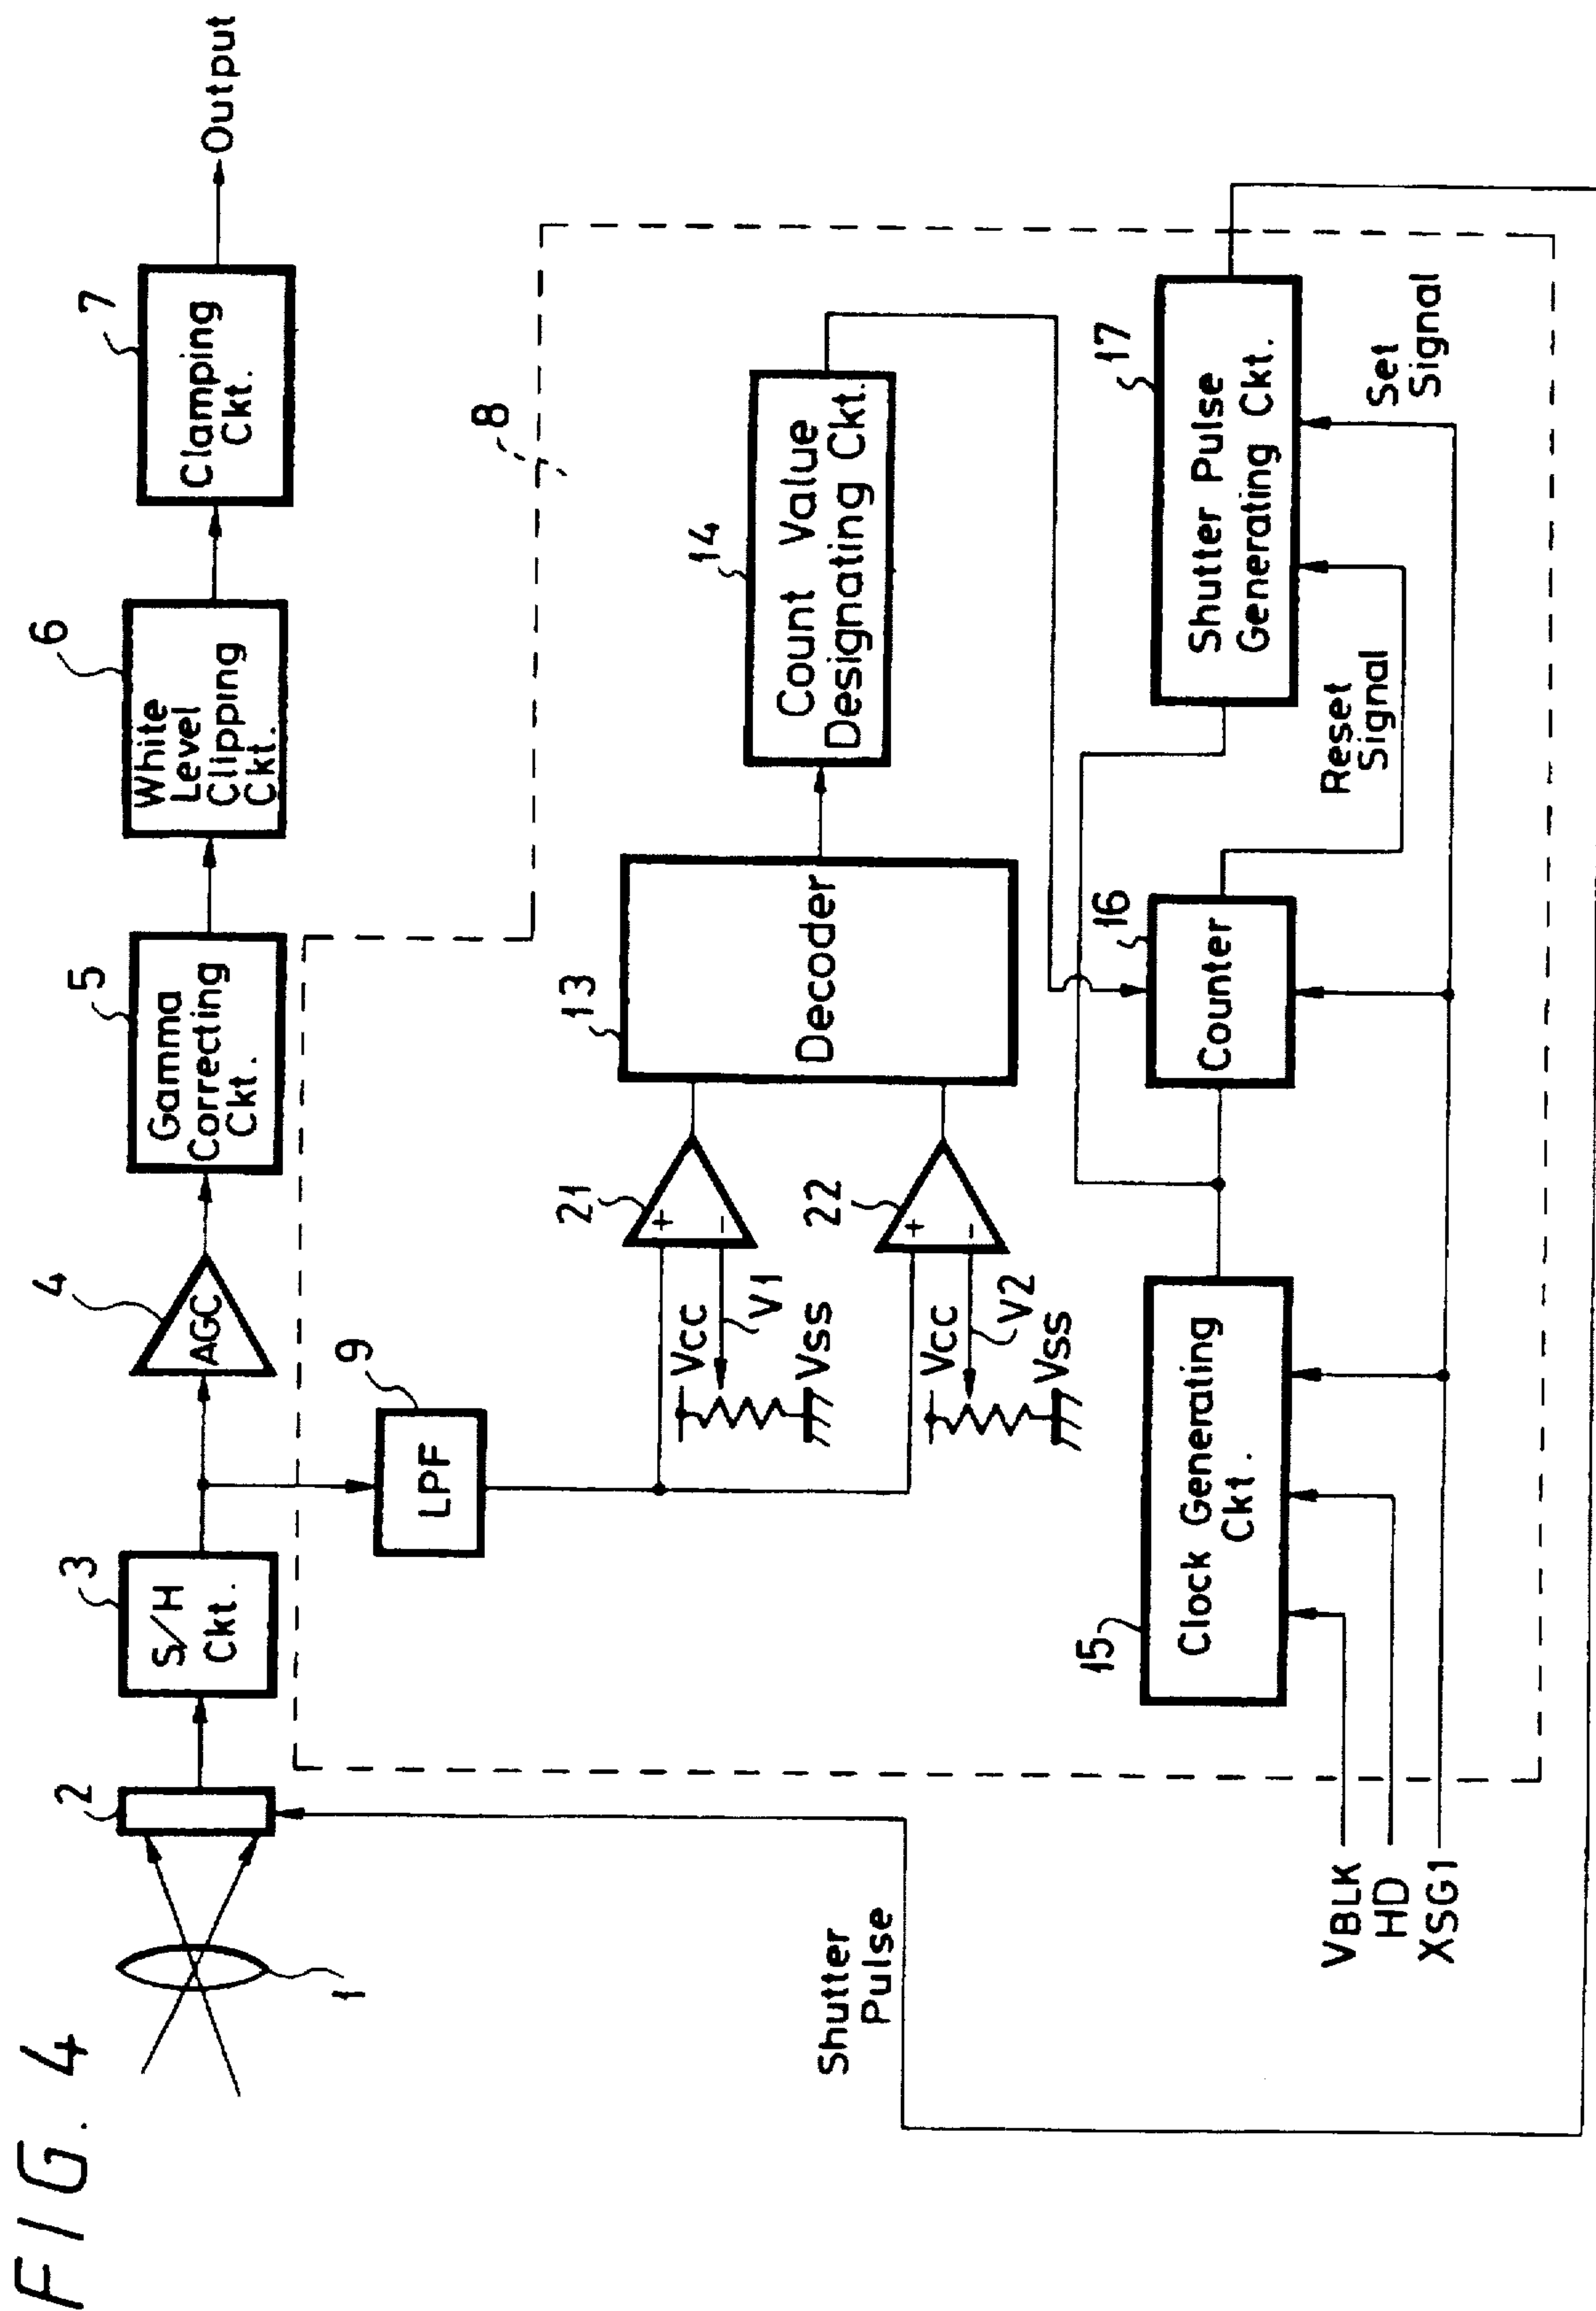 FIG. 4
1
2
3
S/H
Ckt.
4
AGC
5
Gamma
Correcting
Ckt.
6
White
Level
Clipping
Ckt.
7
Clamping
Ckt.
Output
8
9
LPF
21
+
-
Vcc
V1
Vss
22
+
-
Vcc
V2
Vss
13
Decoder
14
Count Value
Designating Ckt.
15
Clock Generating
Ckt.
16
Counter
17
Shutter Pulse
Generating Ckt.
Reset
Signal
Set
Signal
Shutter
Pulse
VBLK
HD
XSG1